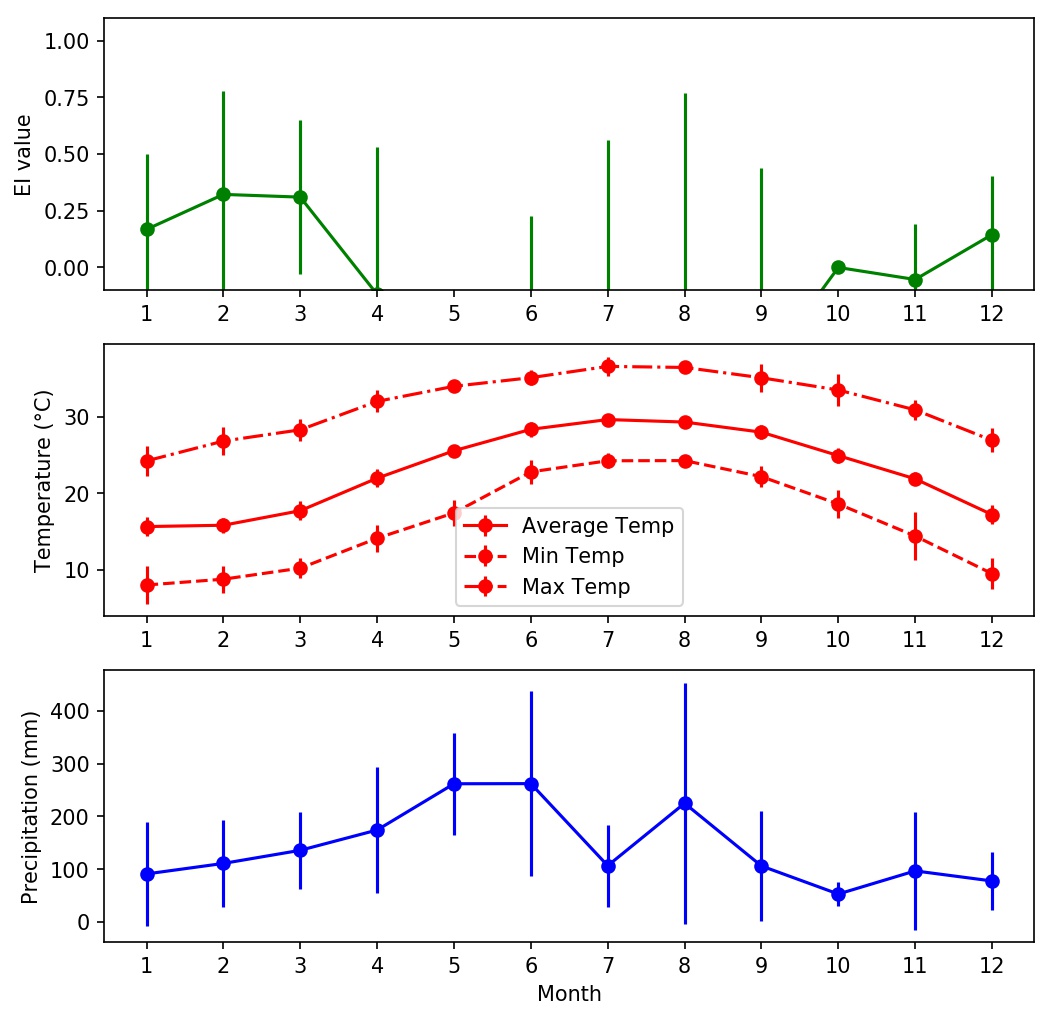 EI value
1.00
0.75
0.50
0.25
0.00
1 2 3 4 5 6 7 8 9 10 11 12
Temperature (°C)
30
20
10
Average Temp
Min Temp
Max Temp
1 2 3 4 5 6 7 8 9 10 11 12
Precipitation (mm)
400
300
200
100
0
1 2 3 4 5 6 7 8 9 10 11 12
Month